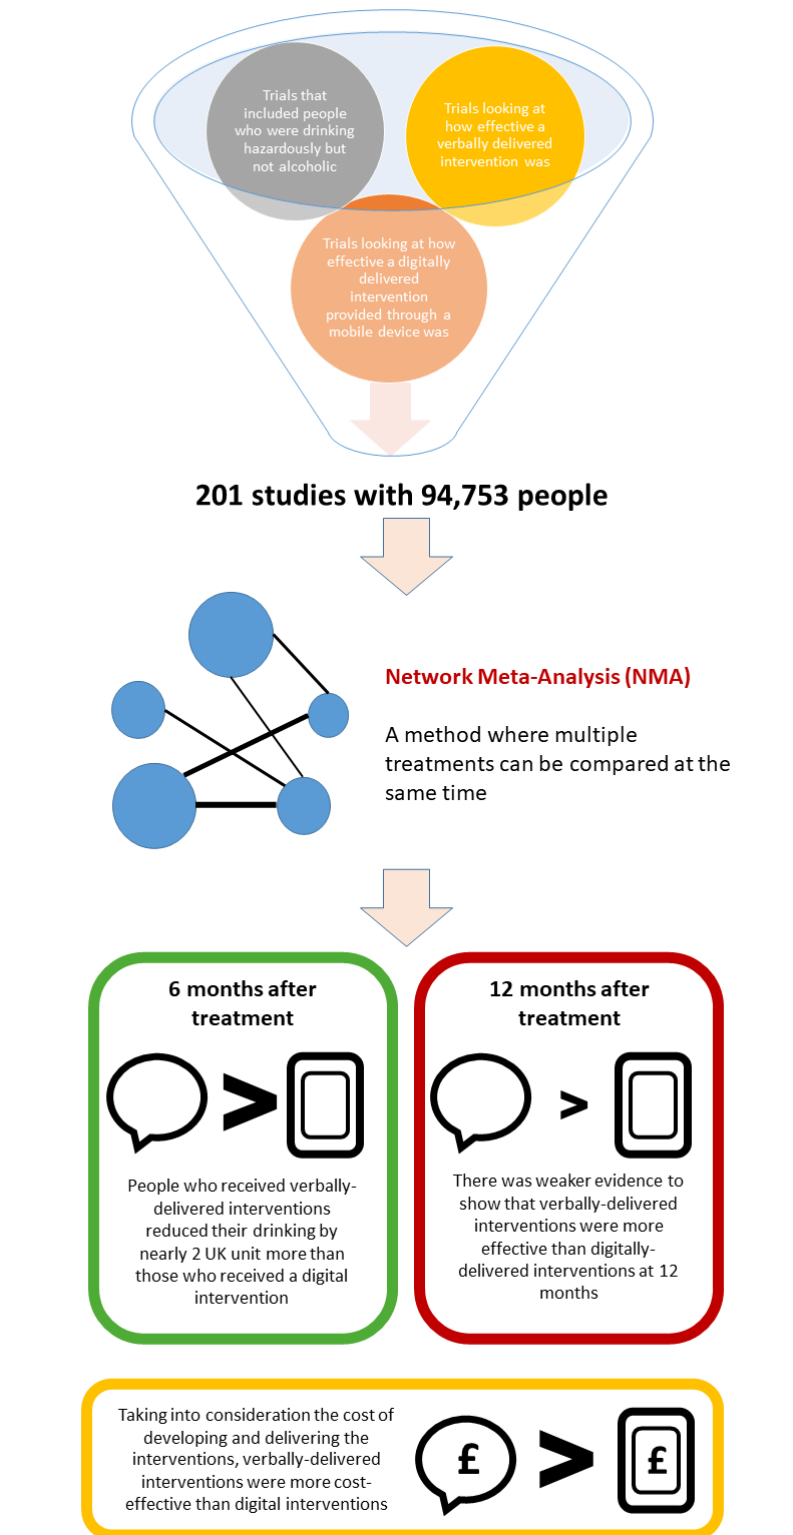 Trials that
included people
who were drinking
hazardously but
not alcoholic
Trials looking at
how effective a
verbally delivered
intervention was
Trials looking at how
effective a digitally
delivered
intervention
provided through a
mobile device was
201 studies with 94,753 people
Network Meta-Analysis (NMA)
A method where multiple
treatments can be compared at the
same time
6 months after
treatment
>
People who received verbally-
delivered interventions
reduced their drinking by
nearly 2 UK unit more than
those who received a digital
intervention
12 months after
treatment
>
There was weaker evidence to
show that verbally-delivered
interventions were more
effective than digitally-
delivered interventions at 12
months
Taking into consideration the cost of
developing and delivering the
interventions, verbally-delivered
interventions were more cost-
effective than digital interventions
£ > £